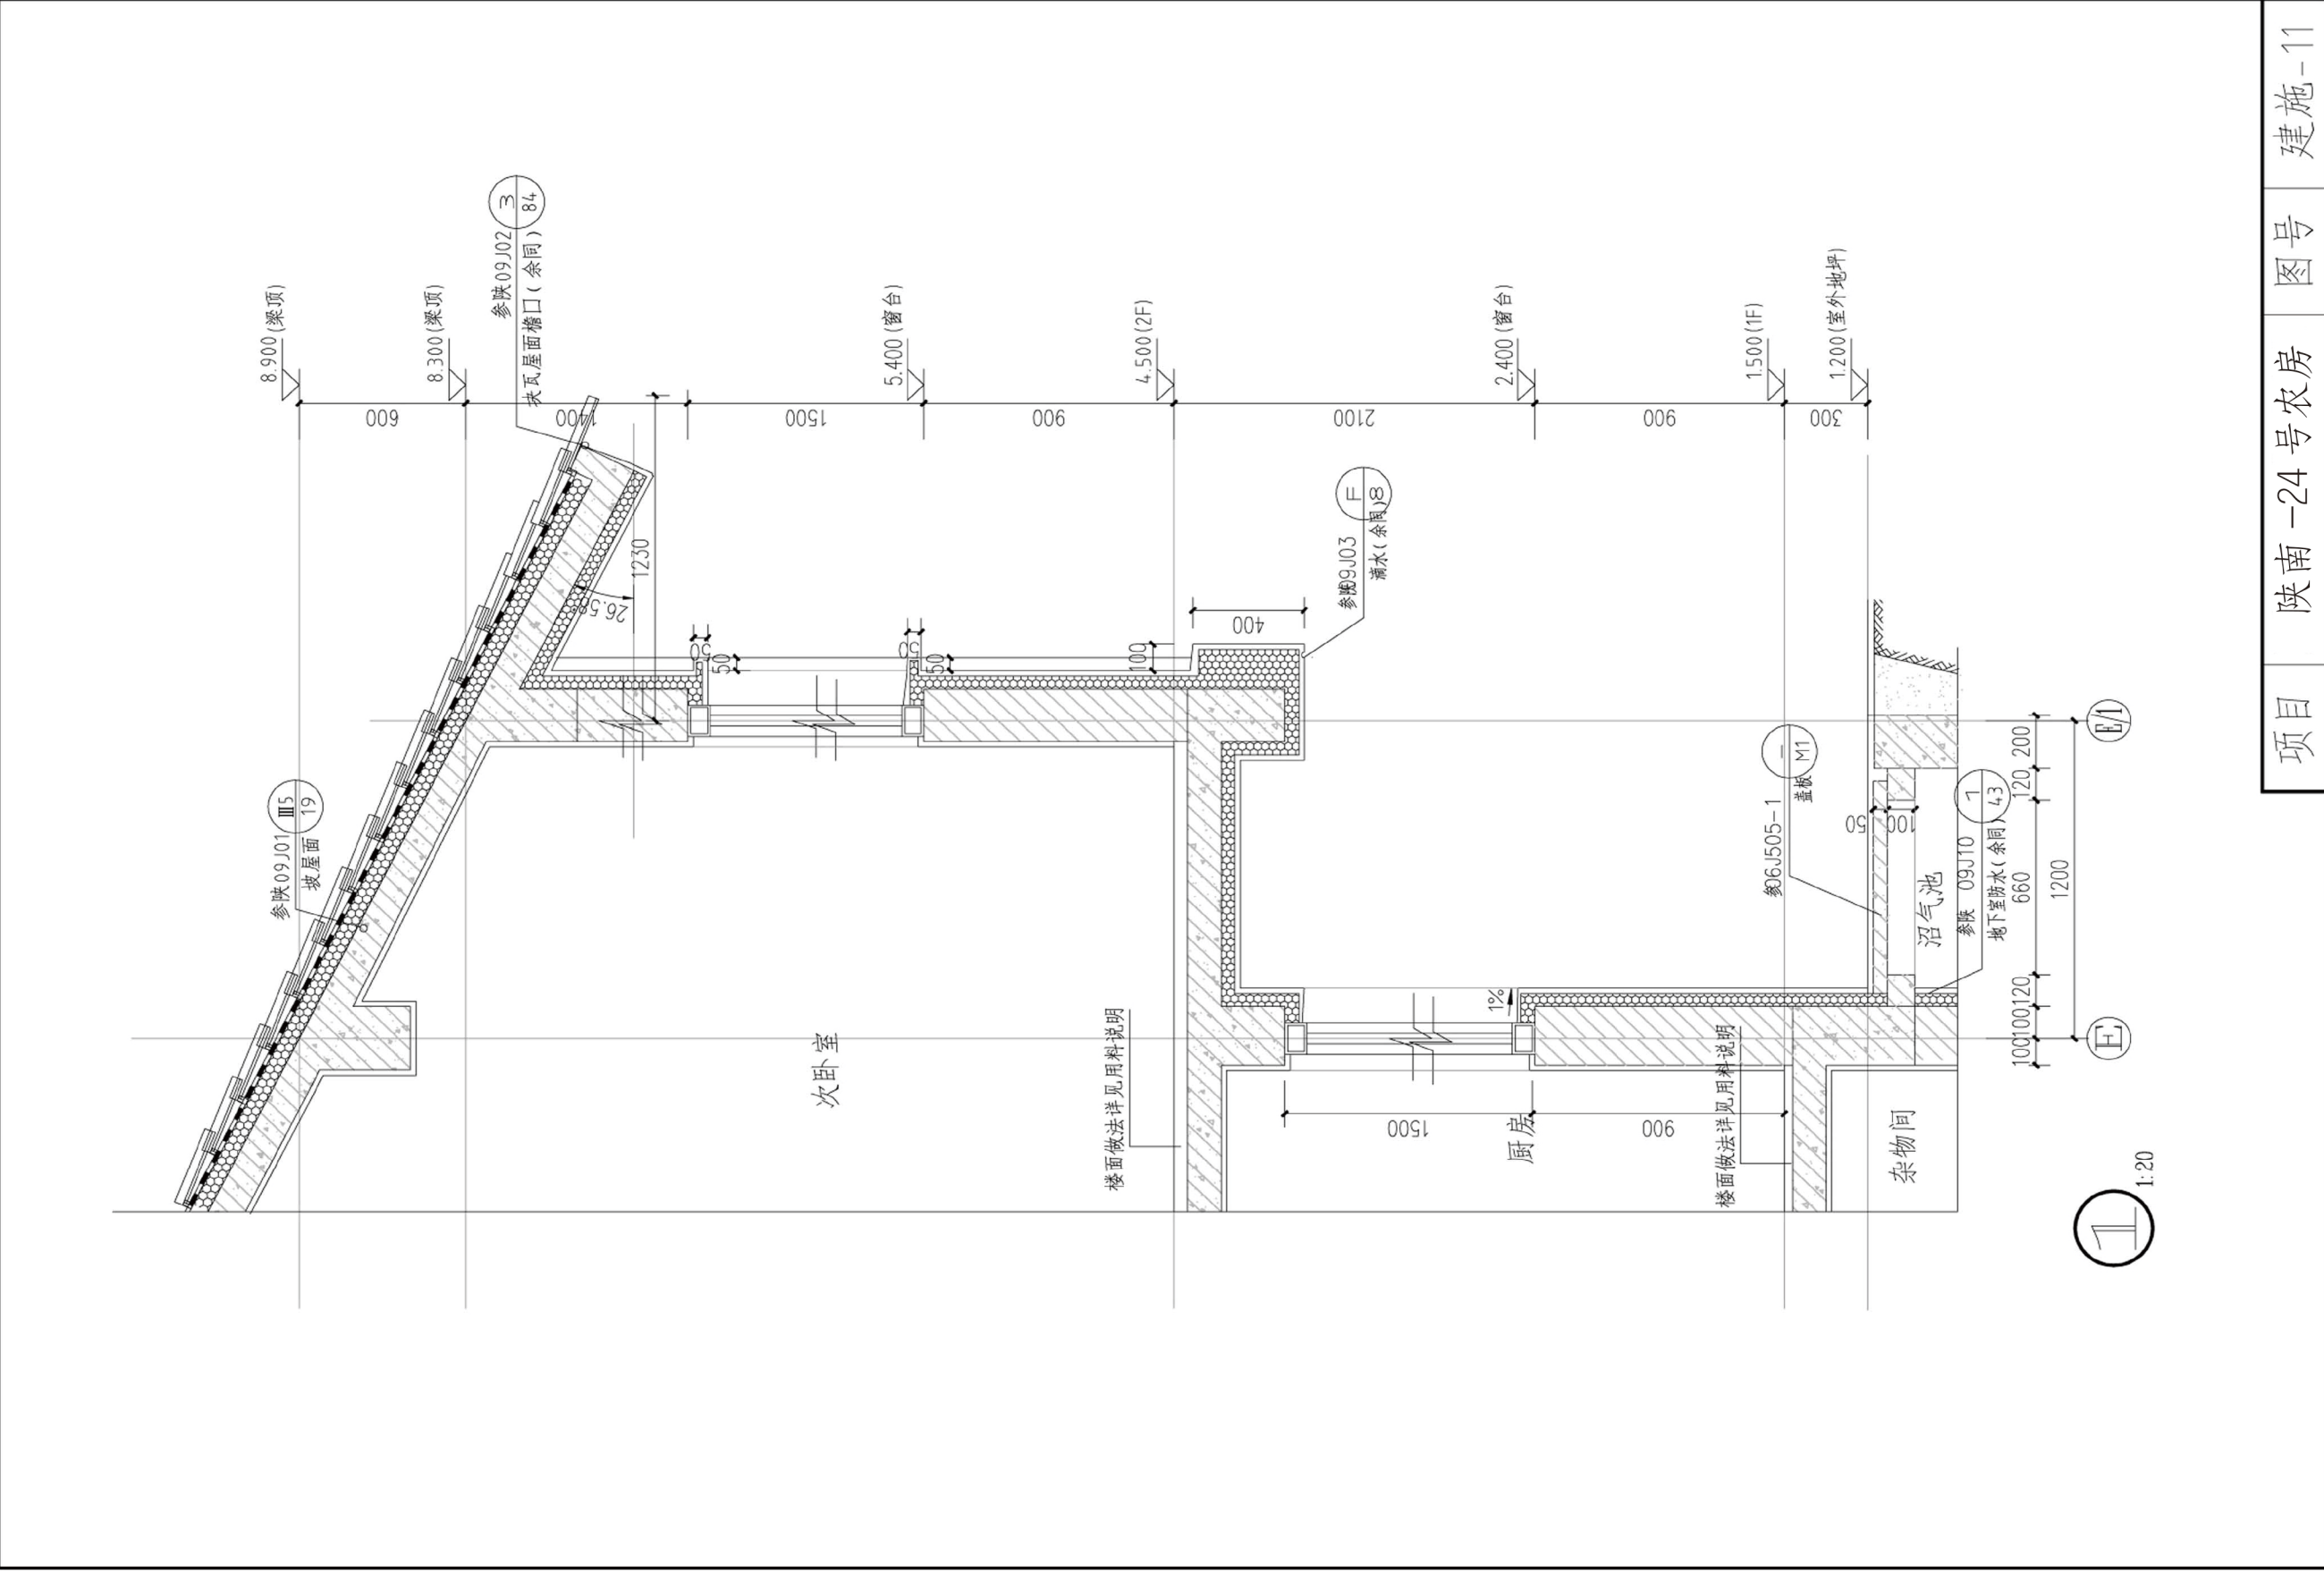 8.900(梁顶)
8.300(梁顶)
5.400(窗台)
4.500(2F)
2.400(窗台)
1.500(1F)
1.200(室外地坪)
600
1400
1500
900
2100
900
300
参陕09J02
块瓦屋面檐口(余同)
3
84
参陕09J01
坡屋面
Ⅲ5
19
1230
26.5°
50
50
50
50
100
400
参陕09J03
滴水(余同)
F
8
次卧室
楼面做法详见用料说明
1%
1500
900
厨房
楼面做法详见用料说明
杂物间
参06J505-1
盖板
–
M1
50
100
沼气池
参陕 09J10
地下室防水(余同)
1
43
100
100
120
660
120
200
1200
E
E/1
1
1:20
项目
陕南-24号农房
图号
建施-11